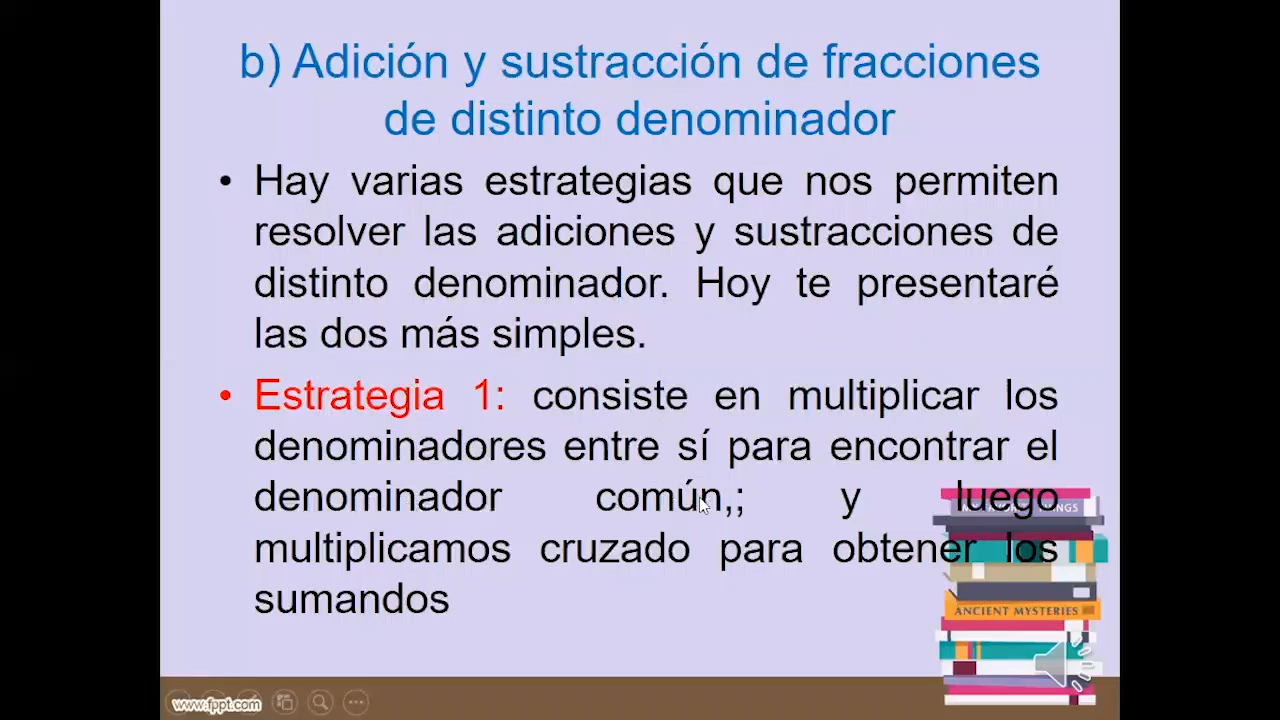 b) Adición y sustracción de fracciones
de distinto denominador
• Hay varias estrategias que nos permiten
resolver las adiciones y sustracciones de
distinto denominador. Hoy te presentaré
las dos más simples.
• Estrategia 1: consiste en multiplicar los
denominadores entre sí para encontrar el
denominador común,; y luego
multiplicamos cruzado para obtener los
sumandos
ANCIENT MYSTERIES
www.fppt.com